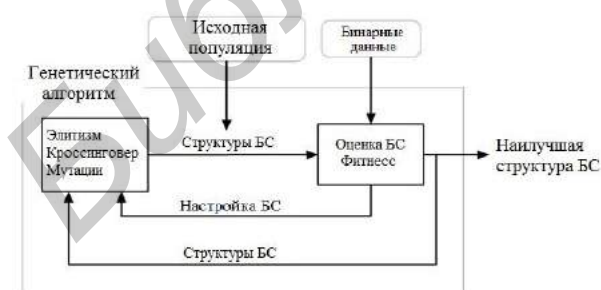 Исходная
популяция
Бинарные
данные
Генетический
алгоритм
Элитизм
Кроссинговер
Мутации
Структуры БС
Оценка БС
Фитнесс
Наилучшая
структура БС
Настройка БС
Структуры БС